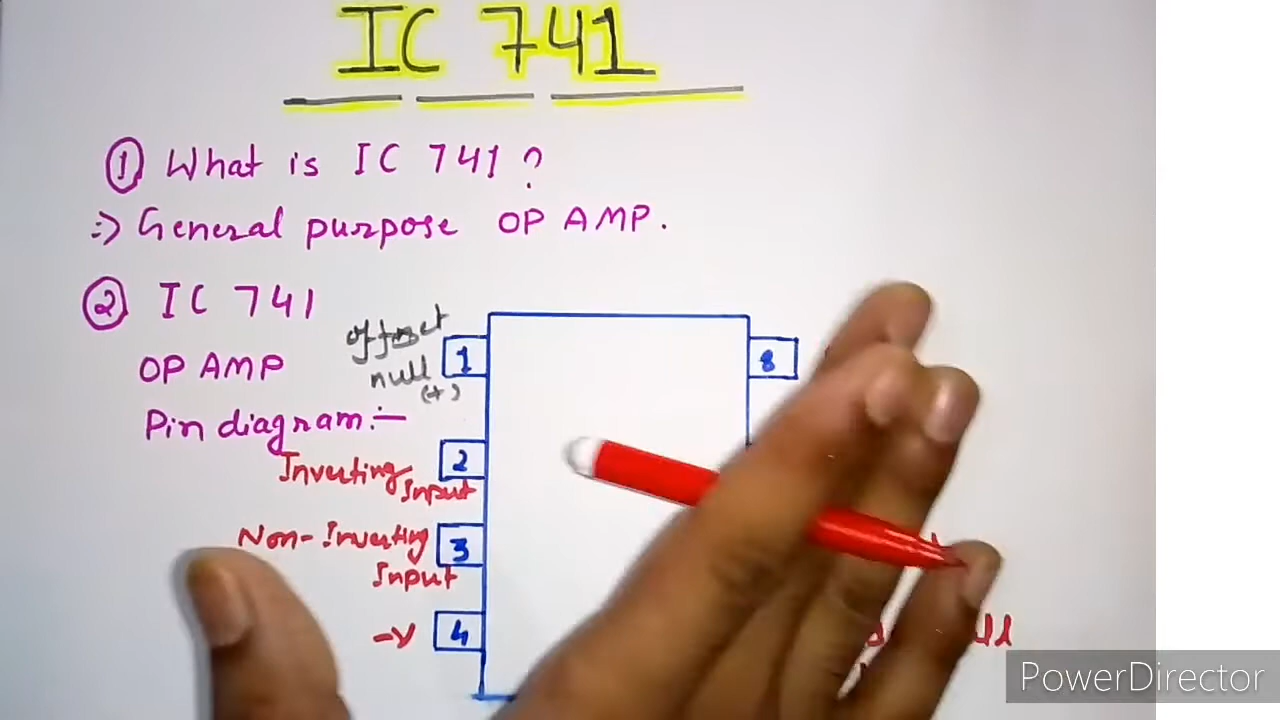 IC 741
① What is IC 741?
⇒ General purpose OP AMP.
② IC 741
OP AMP
Pin diagram:-
offset
null
(+)
1
8
2
Inverting
Input
Non-Inverting
Input
3
-V
4
PowerDirector